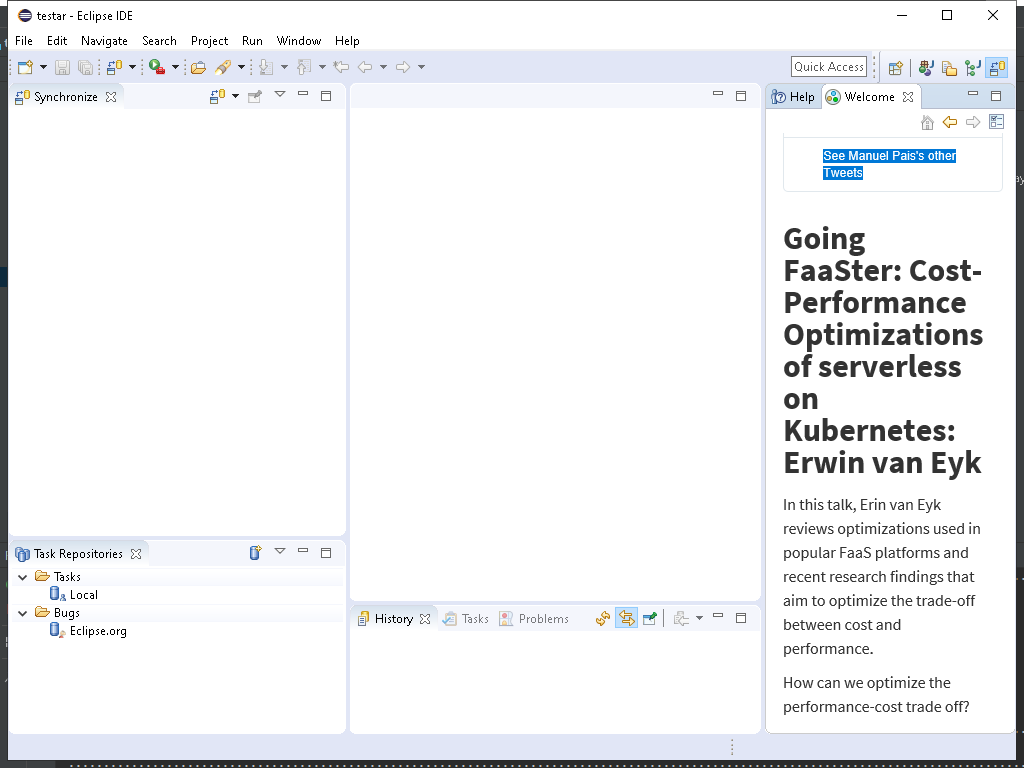 testar - Eclipse IDE
File Edit Navigate Search Project Run Window Help
Quick Access
Synchronize
Help Welcome
See Manuel Pais's other
Tweets
Going
FaaSter: Cost-
Performance
Optimizations
of serverless
on
Kubernetes:
Erwin van Eyk
In this talk, Erin van Eyk
reviews optimizations used in
popular FaaS platforms and
recent research findings that
aim to optimize the trade-off
between cost and
performance.
How can we optimize the
performance-cost trade off?
Task Repositories
Tasks
Local
Bugs
Eclipse.org
History Tasks Problems